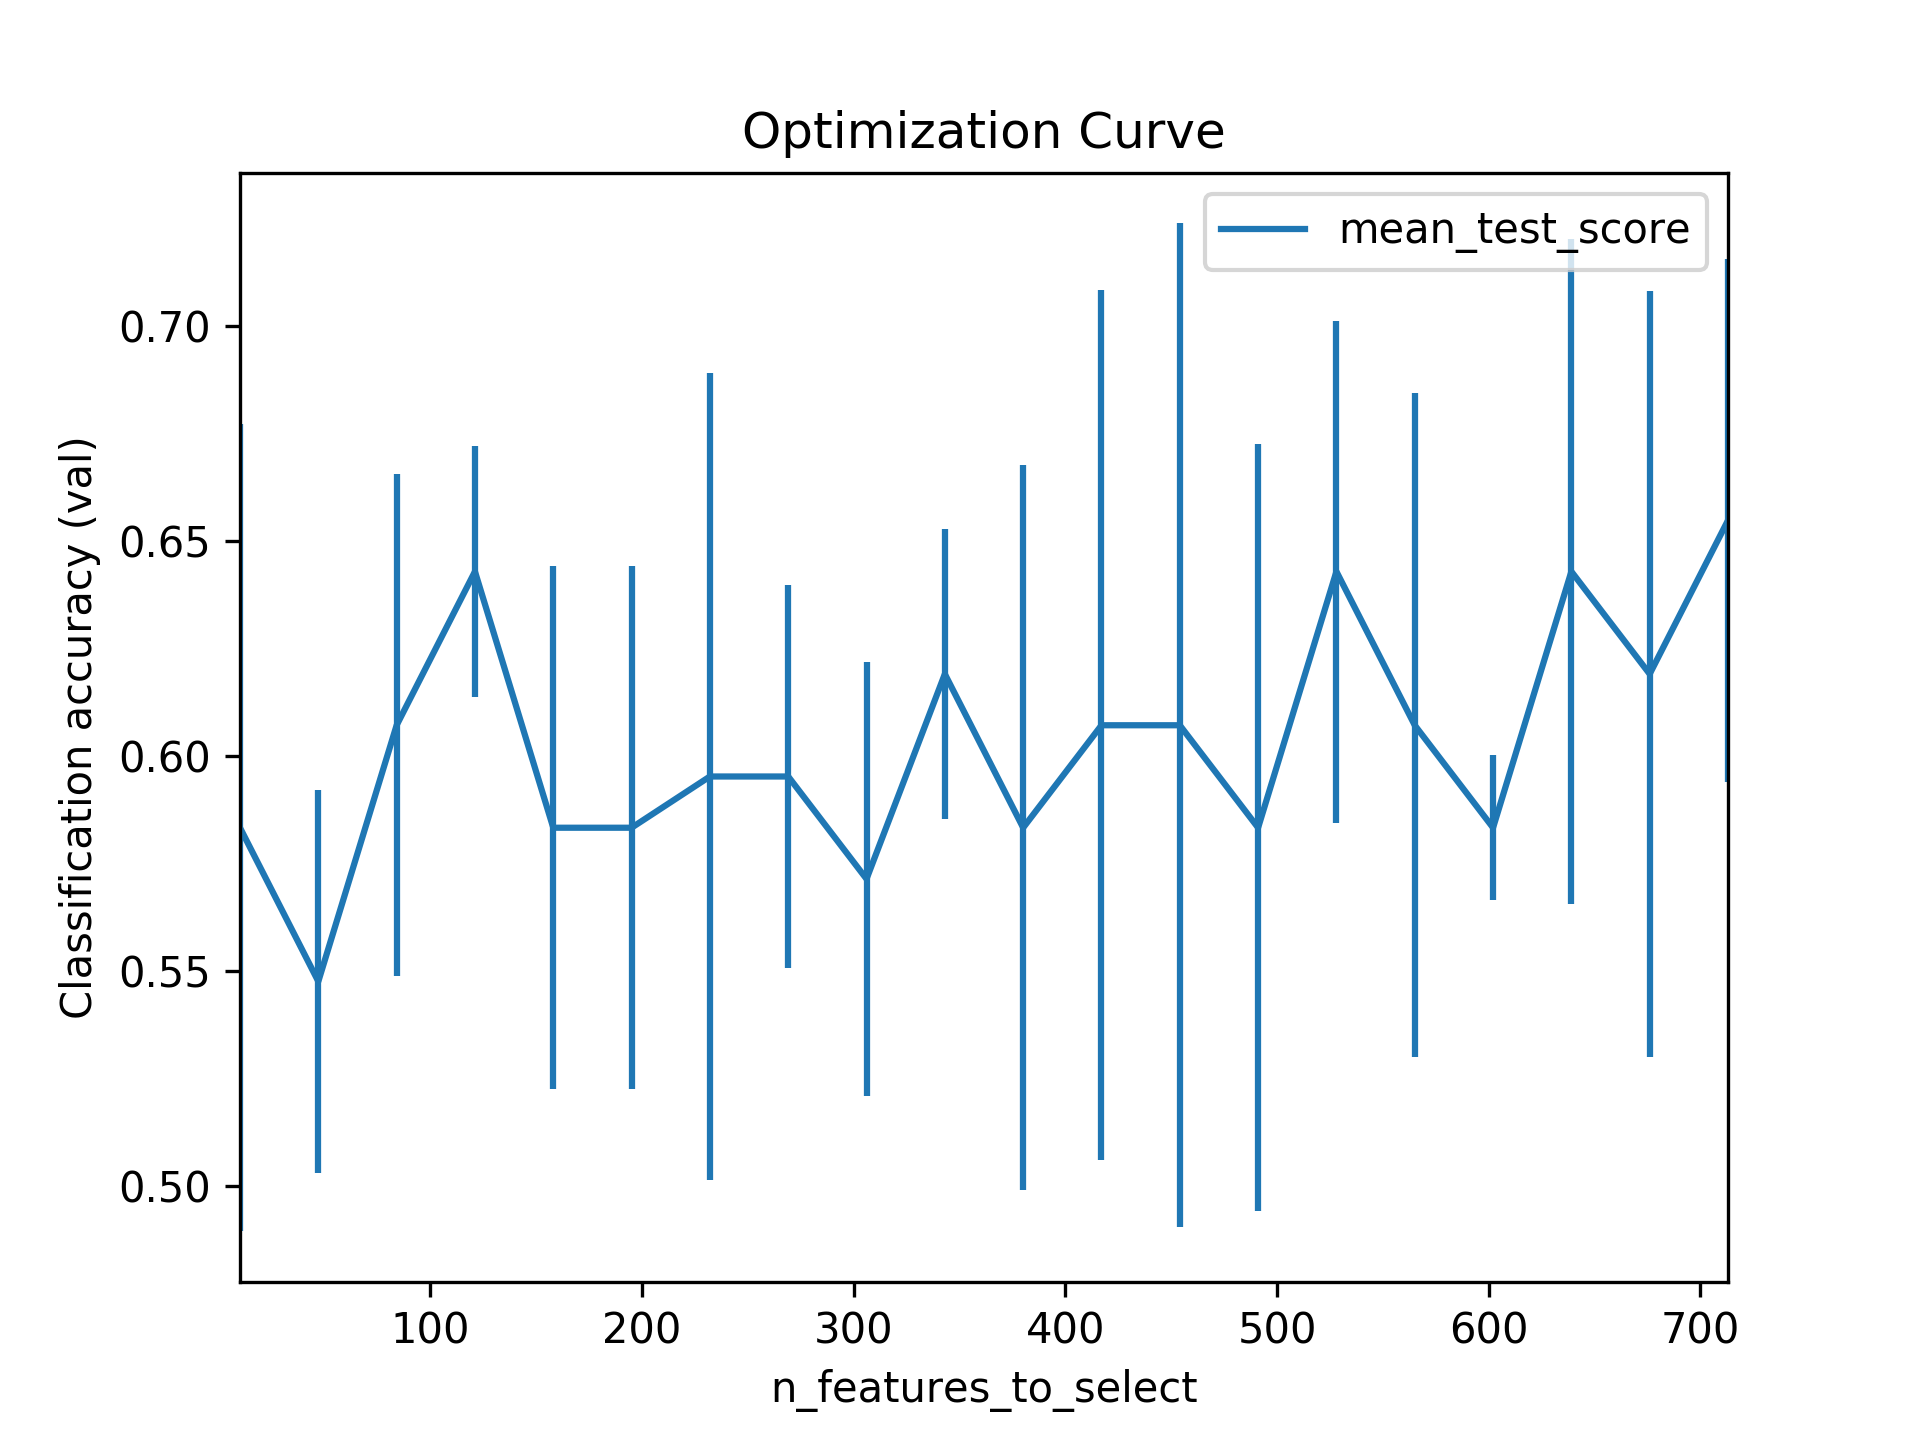 Optimization Curve
mean_test_score
Classification accuracy (val)
0.70
0.65
0.60
0.55
0.50
100 200 300 400 500 600 700
n_features_to_select